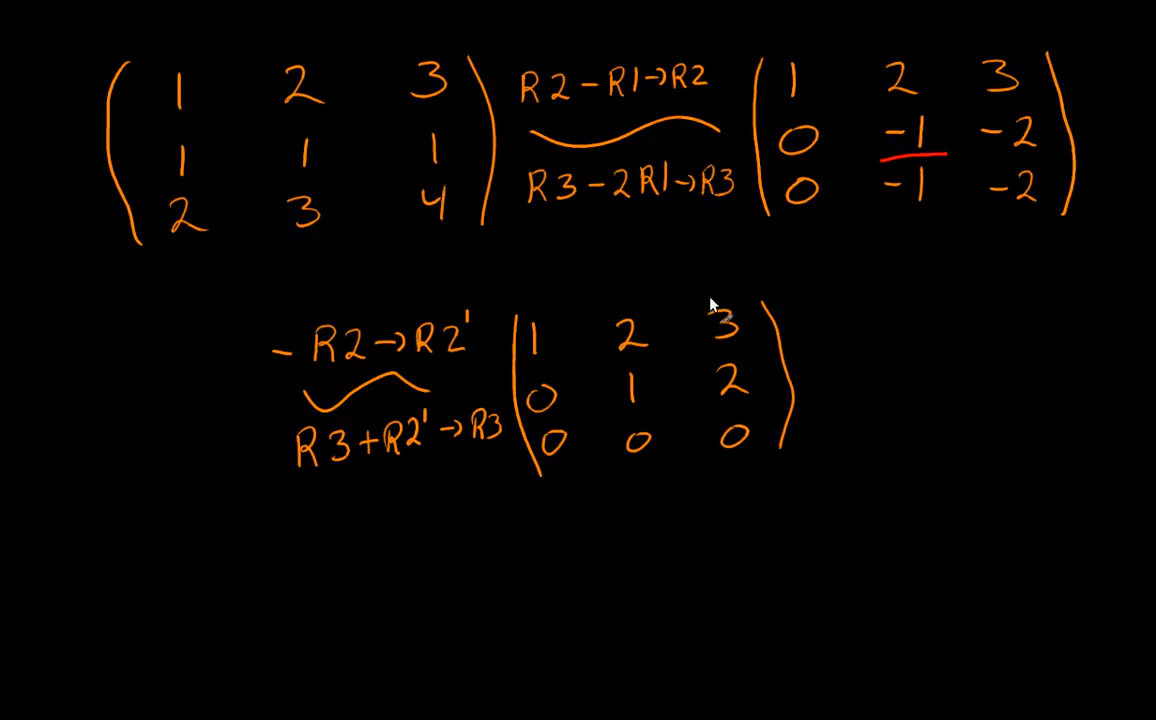 1 2 3 R2-R1→R2 1 2 3
1 1 1 0 -1 -2
2 3 4 R3-2R1→R3 0 -1 -2
- R2→R2' 1 2 3
0 1 2
R3+R2'→R3 0 0 0